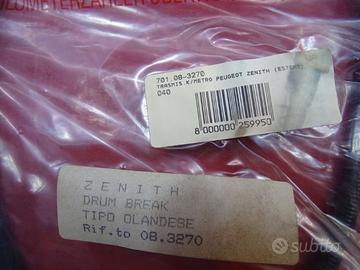 701.08-3270
TRASMIS.K/METRO PEUGEOT ZENITH (ESTERO)
040
8 000000 259950
ZENITH
DRUM BREAK
TIPO OLANDESE
Rif.to 08.3270
subito